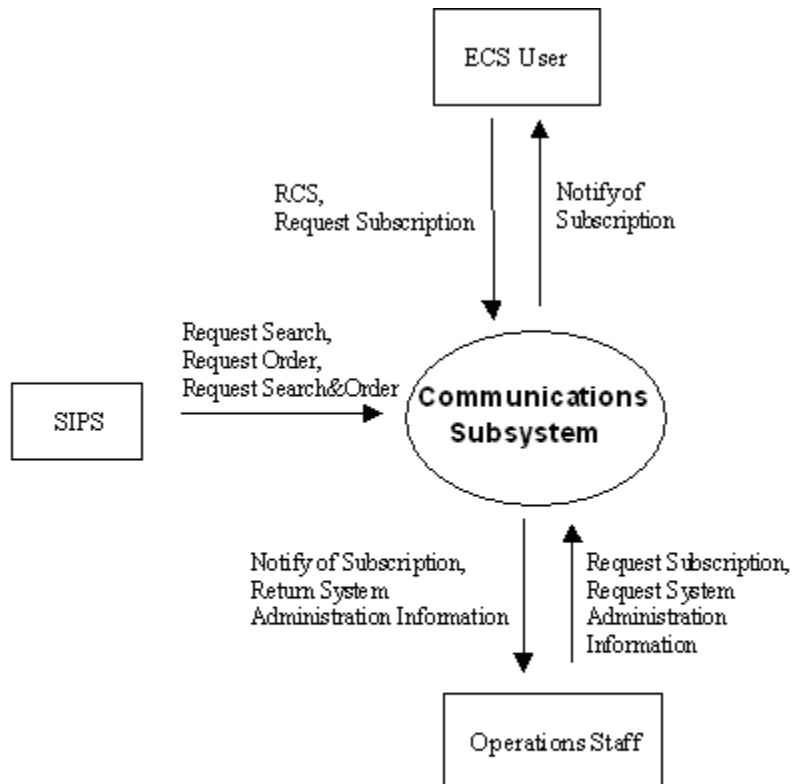 ECS User
RCS,
Request Subscription
Notify of
Subscription
Request Search,
Request Order,
Request Search&Order
SIPS
Communications
Subsystem
Notify of Subscription,
Return System
Administration Information
Request Subscription,
Request System
Administration
Information
Operations Staff